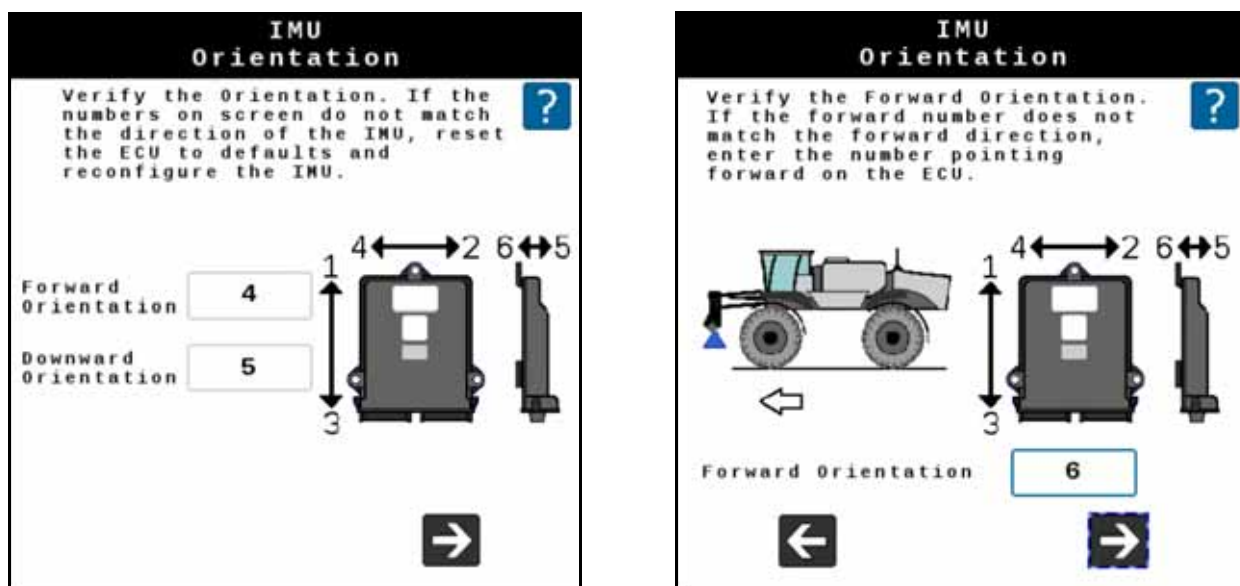 IMU
Orientation
Verify the Orientation. If the
numbers on screen do not match
the direction of the IMU, reset
the ECU to defaults and
reconfigure the IMU.
?
4 2 6 5
1
Forward
Orientation
4
Downward
Orientation
5
3
IMU
Orientation
Verify the Forward Orientation.
If the forward number does not
match the forward direction,
enter the number pointing
forward on the ECU.
?
4 2 6 5
1
3
Forward Orientation 6